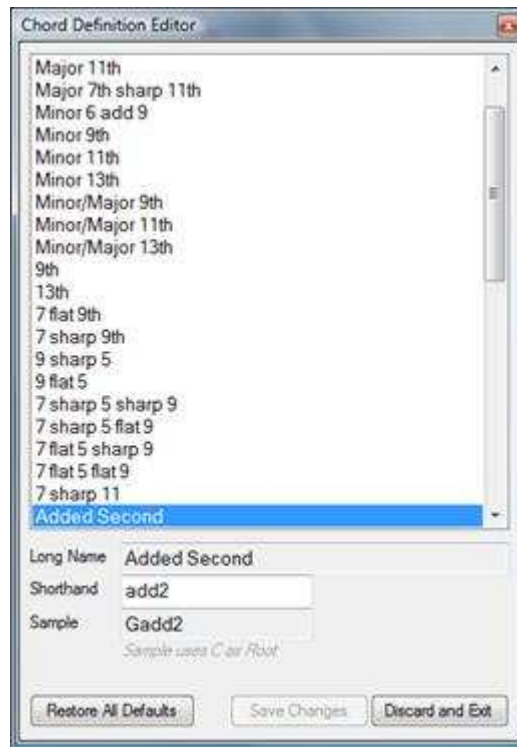 Chord Definition Editor
Major 11th
Major 7th sharp 11th
Minor 6 add 9
Minor 9th
Minor 11th
Minor 13th
Minor/Major 9th
Minor/Major 11th
Minor/Major 13th
9th
13th
7 flat 9th
7 sharp 9th
9 sharp 5
9 flat 5
7 sharp 5 sharp 9
7 sharp 5 flat 9
7 flat 5 sharp 9
7 flat 5 flat 9
7 sharp 11
Added Second
Long Name Added Second
Shorthand add2
Sample Gadd2
Sample uses C as Root
Restore All Defaults Save Changes Discard and Exit